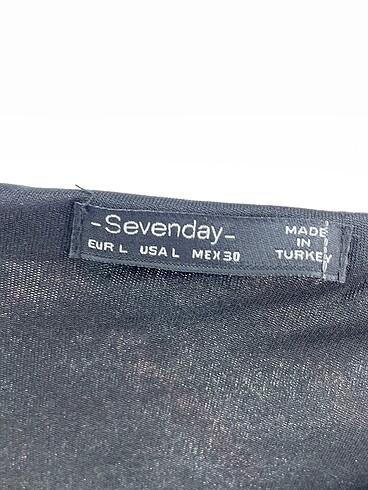 -Sevenday-
EUR L USA L MEX 30
MADE
IN
TURKEY